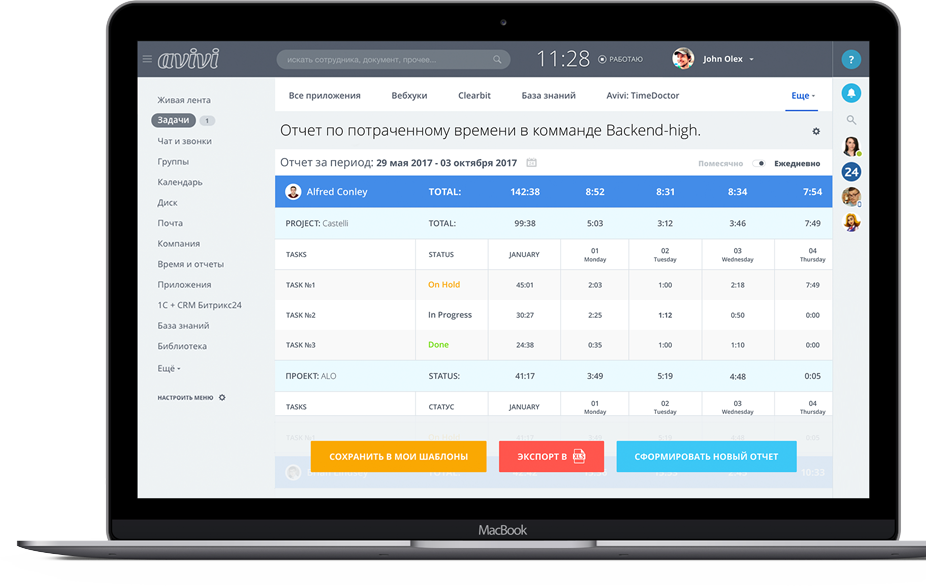 avivi
искать сотрудника, документ, прочее...
11:28
РАБОТАЮ
John Olex
?
Живая лента
Задачи 1
Чат и звонки
Группы
Календарь
Диск
Почта
Компания
Время и отчеты
Приложения
1С + CRM Битрикс24
База знаний
Библиотека
Ещё
НАСТРОИТЬ МЕНЮ
Все приложения Вебхуки Clearbit База знаний Avivi: TimeDoctor Еще
Отчет по потраченному времени в комманде Backend-high.
Отчет за период: 29 мая 2017 - 03 октября 2017 Помесячно Ежедневно
24
Alfred Conley TOTAL: 142:38 8:52 8:31 8:34 7:54
PROJECT: Castelli TOTAL: 99:38 5:03 3:12 3:46 7:49
TASKS STATUS JANUARY 01 02 03 04
Monday Tuesday Wednesday Thursday
TASK №1 On Hold 45:01 2:03 1:00 2:18 7:49
TASK №2 In Progress 30:27 2:25 1:12 0:50 0:00
TASK №3 Done 24:38 0:35 1:00 1:10 0:00
ПРОЕКТ: ALO STATUS: 41:17 3:49 5:19 4:48 0:05
TASKS СТАТУС JANUARY 01 02 03 04
Monday Tuesday Wednesday Thursday
СОХРАНИТЬ В МОИ ШАБЛОНЫ
ЭКСПОРТ В
СФОРМИРОВАТЬ НОВЫЙ ОТЧЕТ
MacBook